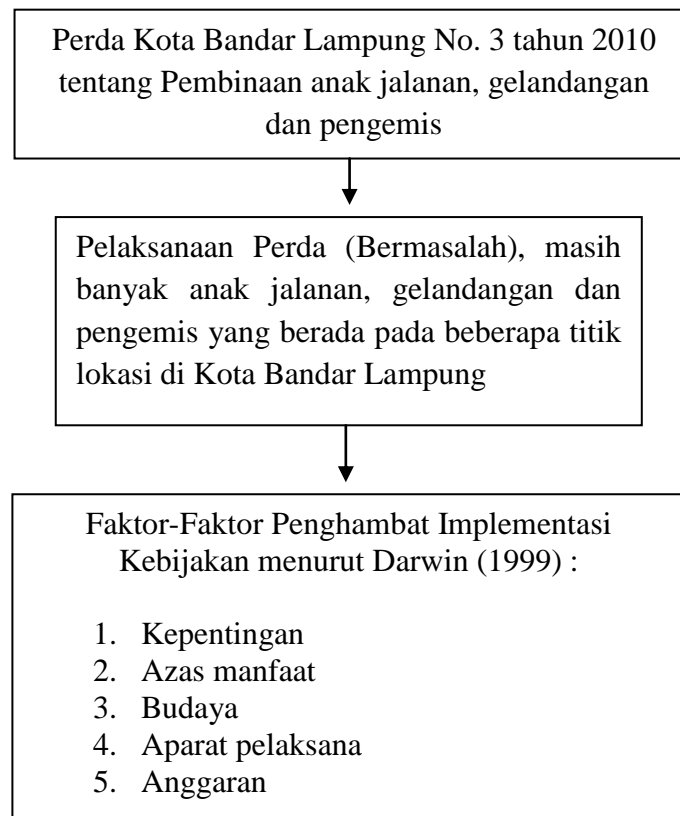 Perda Kota Bandar Lampung No. 3 tahun 2010
tentang Pembinaan anak jalanan, gelandangan
dan pengemis
Pelaksanaan Perda (Bermasalah), masih
banyak anak jalanan, gelandangan dan
pengemis yang berada pada beberapa titik
lokasi di Kota Bandar Lampung
Faktor-Faktor Penghambat Implementasi
Kebijakan menurut Darwin (1999) :
1. Kepentingan
2. Azas manfaat
3. Budaya
4. Aparat pelaksana
5. Anggaran